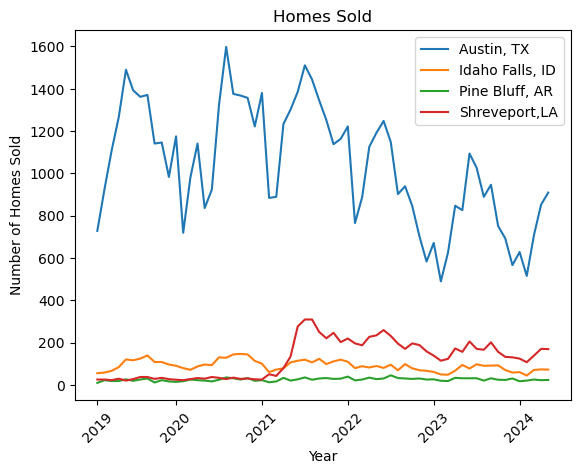 Homes Sold
Number of Homes Sold
1600
1400
1200
1000
800
600
400
200
0
Austin, TX
Idaho Falls, ID
Pine Bluff, AR
Shreveport,LA
2019
2020
2021
2022
2023
2024
Year